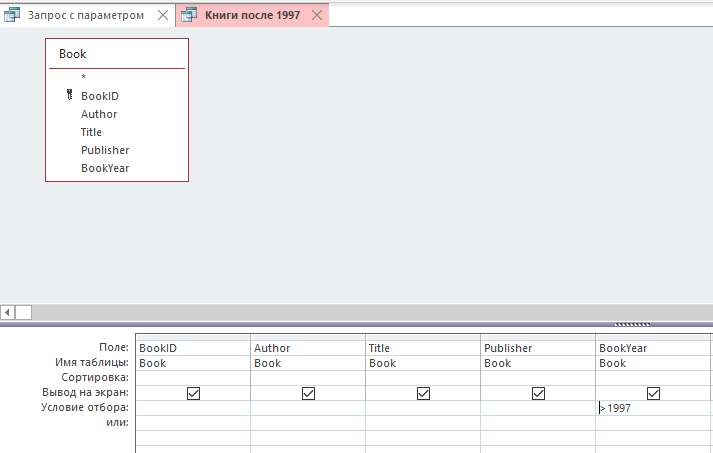 Запрос с параметром Книги после 1997
Book
*
BookID
Author
Title
Publisher
BookYear
Поле: BookID Author Title Publisher BookYear
Имя таблицы: Book Book Book Book Book
Сортировка:
Вывод на экран:
Условие отбора: >1997
или: